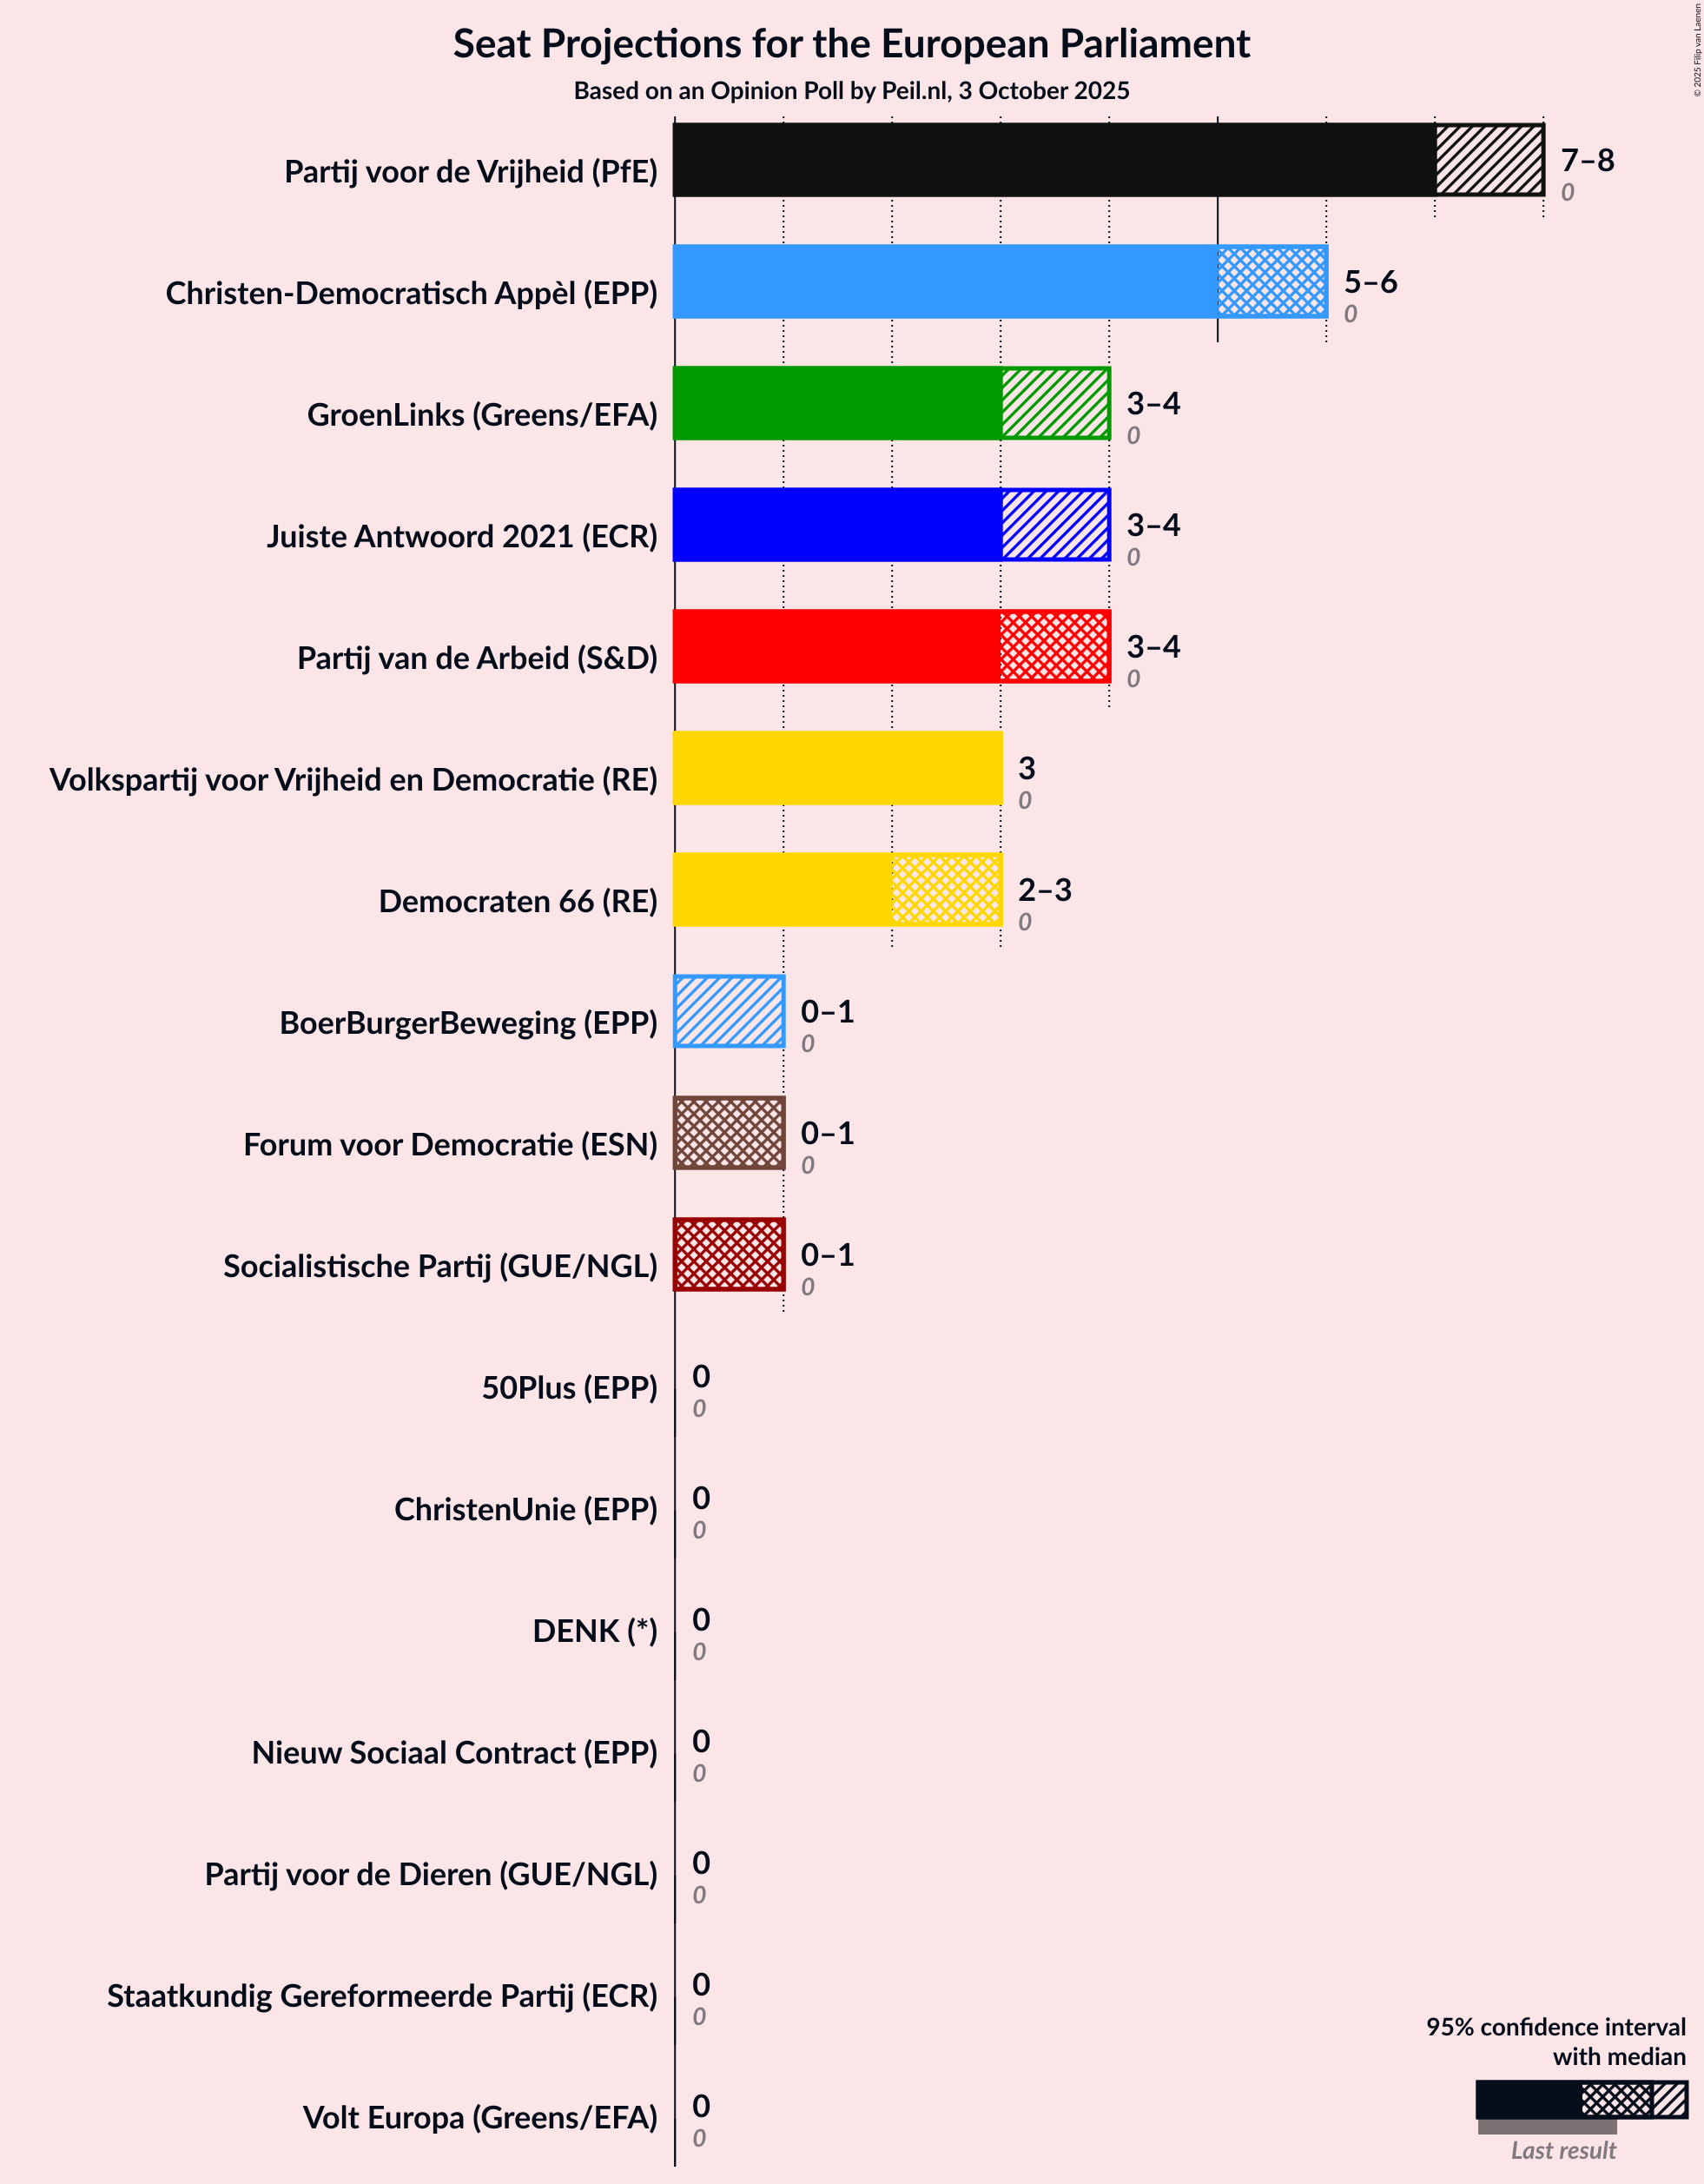 Seat Projections for the European Parliament
Based on an Opinion Poll by Peil.nl, 3 October 2025
© 2025 Filip van Laenen
Partij voor de Vrijheid (PfE)
7–8
0
Christen-Democratisch Appèl (EPP)
5–6
0
GroenLinks (Greens/EFA)
3–4
0
Juiste Antwoord 2021 (ECR)
3–4
0
Partij van de Arbeid (S&D)
3–4
0
Volkspartij voor Vrijheid en Democratie (RE)
3
0
Democraten 66 (RE)
2–3
0
BoerBurgerBeweging (EPP)
0–1
0
Forum voor Democratie (ESN)
0–1
0
Socialistische Partij (GUE/NGL)
0–1
0
50Plus (EPP)
0
0
ChristenUnie (EPP)
0
0
DENK (*)
0
0
Nieuw Sociaal Contract (EPP)
0
0
Partij voor de Dieren (GUE/NGL)
0
0
Staatkundig Gereformeerde Partij (ECR)
0
0
Volt Europa (Greens/EFA)
0
0
95% confidence interval
with median
Last result